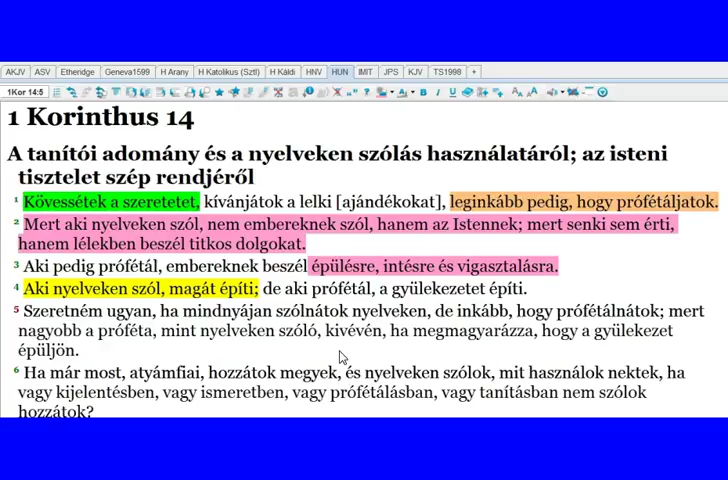 AKJV ASV Etheridge Geneva1599 H Arany H Katolikus (Sztl) H Káldi HNV HUN IMIT JPS KJV TS1998 +
1Kor 14:5
1 Korinthus 14
A tanítói adomány és a nyelveken szólás használatáról; az isteni
tisztelet szép rendjéről
1 Kövessétek a szeretetet, kívánjátok a lelki [ajándékokat], leginkább pedig, hogy prófétáljatok.
2 Mert aki nyelveken szól, nem embereknek szól, hanem az Istennek; mert senki sem érti,
hanem lélekben beszél titkos dolgokat.
3 Aki pedig prófétál, embereknek beszél épülésre, intésre és vigasztalásra.
4 Aki nyelveken szól, magát építi; de aki prófétál, a gyülekezetet építi.
5 Szeretném ugyan, ha mindnyájan szólnátok nyelveken, de inkább, hogy prófétálnátok; mert
nagyobb a próféta, mint nyelveken szóló, kivévén, ha megmagyarázza, hogy a gyülekezet
épüljön.
6 Ha már most, atyámfiai, hozzátok megyek, és nyelveken szólok, mit használok nektek, ha
vagy kijelentésben, vagy ismeretben, vagy prófétálásban, vagy tanításban nem szólok
hozzátok?